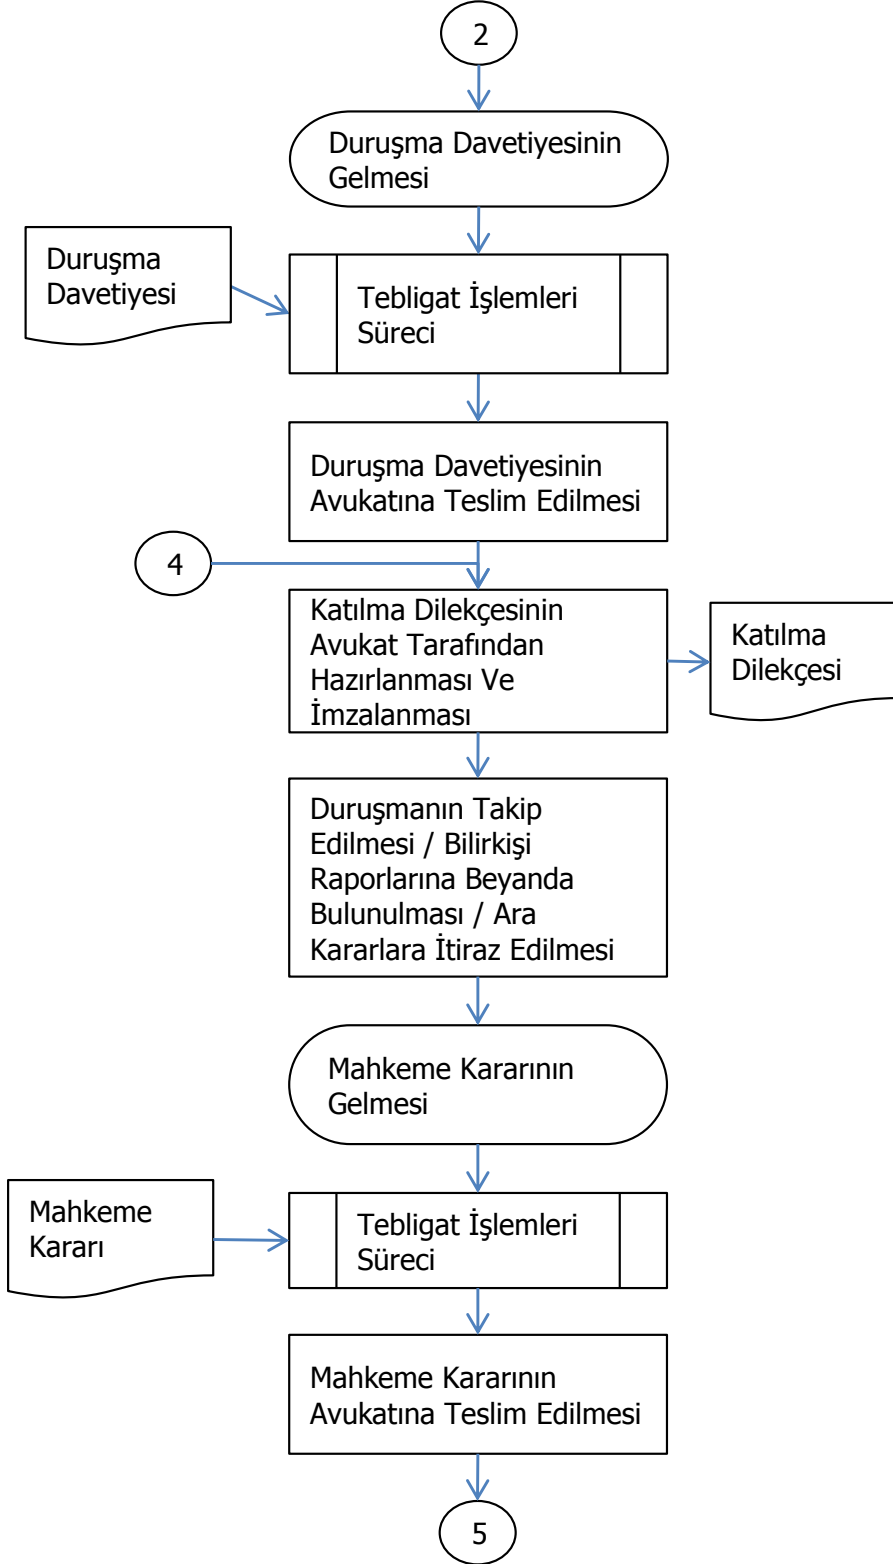 2
Duruşma Davetiyesinin
Gelmesi
Duruşma
Davetiyesi
Tebligat İşlemleri
Süreci
Duruşma Davetiyesinin
Avukatına Teslim Edilmesi
4
Katılma Dilekçesinin
Avukat Tarafından
Hazırlanması Ve
İmzalanması
Katılma
Dilekçesi
Duruşmanın Takip
Edilmesi / Bilirkişi
Raporlarına Beyanda
Bulunulması / Ara
Kararlara İtiraz Edilmesi
Mahkeme Kararının
Gelmesi
Mahkeme
Kararı
Tebligat İşlemleri
Süreci
Mahkeme Kararının
Avukatına Teslim Edilmesi
5